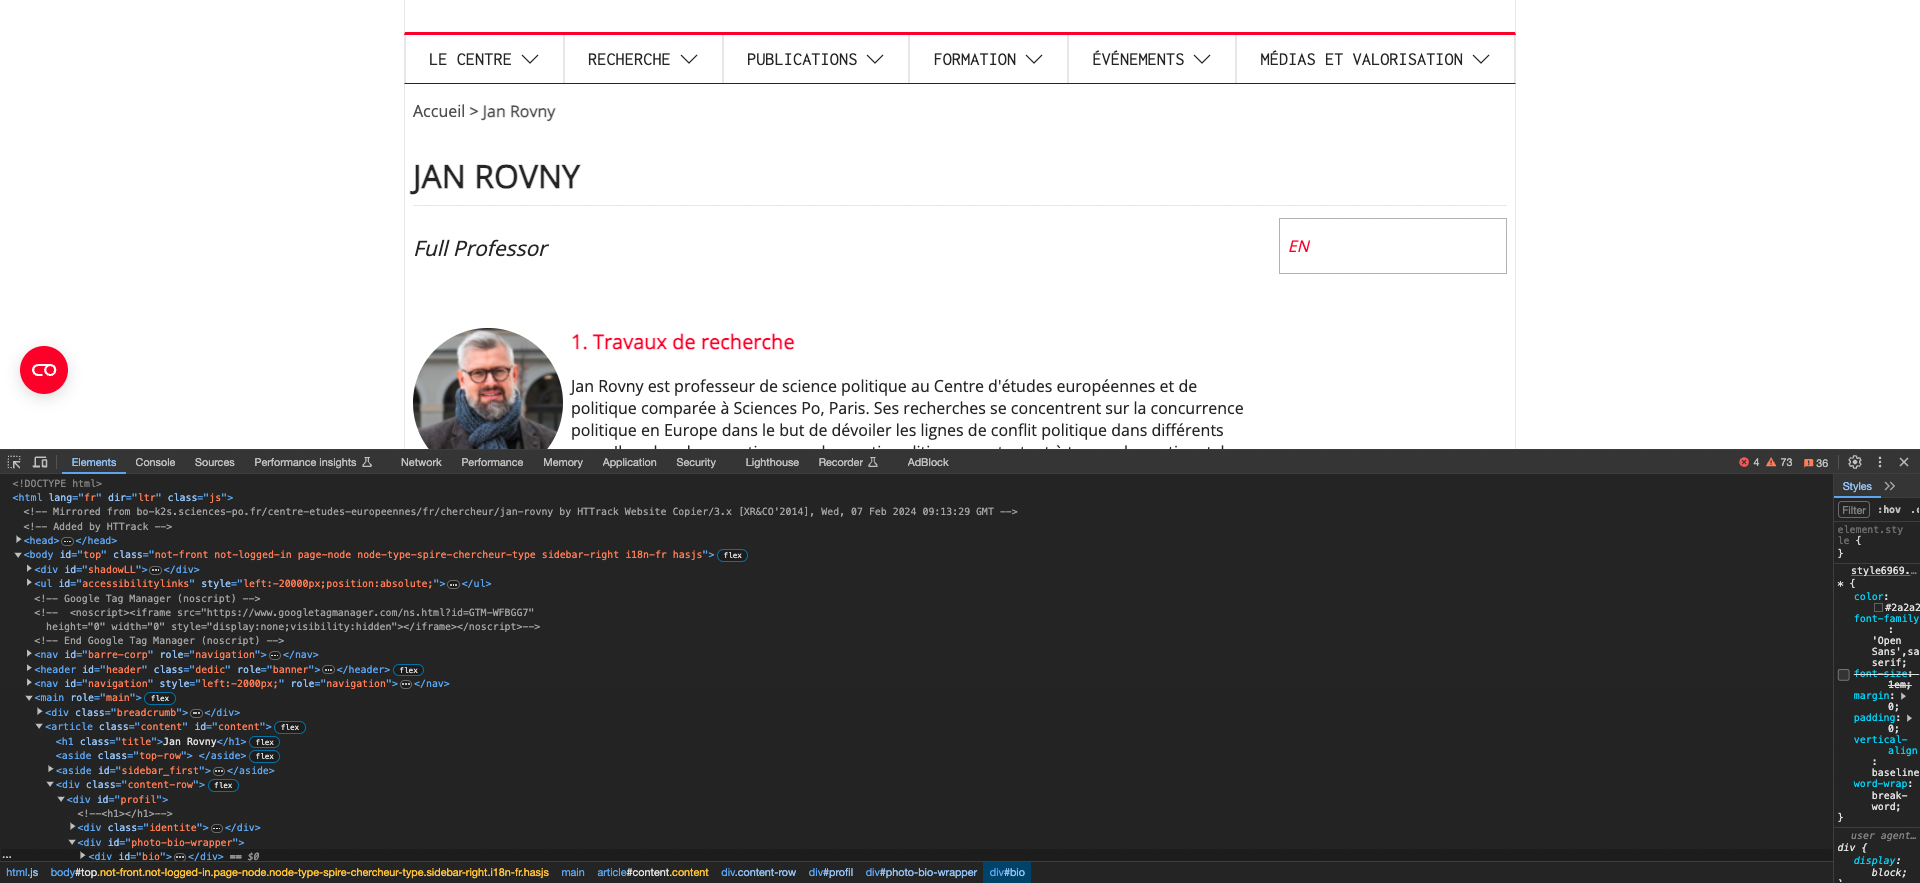 LE CENTRE
RECHERCHE
PUBLICATIONS
FORMATION
ÉVÉNEMENTS
MÉDIAS ET VALORISATION
Accueil > Jan Rovny
JAN ROVNY
Full Professor
EN
1. Travaux de recherche
Jan Rovny est professeur de science politique au Centre d'études européennes et de
politique comparée à Sciences Po, Paris. Ses recherches se concentrent sur la concurrence
politique en Europe dans le but de dévoiler les lignes de conflit politique dans différents
Elements Console Sources Performance insights Network Performance Memory Application Security Lighthouse Recorder AdBlock 4 73 36
<!DOCTYPE html>
<html lang="fr" dir="ltr" class="js">
<!-- Mirrored from bo-k2s.sciences-po.fr/centre-etudes-europeennes/fr/chercheur/jan-rovny by HTTrack Website Copier/3.x [XR&CO'2014], Wed, 07 Feb 2024 09:13:29 GMT -->
<!-- Added by HTTrack -->
<head>…</head>
<body id="top" class="not-front not-logged-in page-node node-type-spire-chercheur-type sidebar-right i18n-fr hasjs"> flex
<div id="shadowLL">…</div>
<ul id="accessibilitylinks" style="left:-20000px;position:absolute;">…</ul>
<!-- Google Tag Manager (noscript) -->
<!-- <noscript><iframe src="https://www.googletagmanager.com/ns.html?id=GTM-WFBGG7"
height="0" width="0" style="display:none;visibility:hidden"></iframe></noscript>-->
<!-- End Google Tag Manager (noscript) -->
<nav id="barre-corp" role="navigation">…</nav>
<header id="header" class="dedic" role="banner">…</header> flex
<nav id="navigation" style="left:-2000px;" role="navigation">…</nav>
<main role="main"> flex
<div class="breadcrumb">…</div>
<article class="content" id="content"> flex
<h1 class="title">Jan Rovny</h1> flex
<aside class="top-row"> </aside> flex
<aside id="sidebar_first">…</aside>
<div class="content-row"> flex
<div id="profil">
<!--<h1></h1>-->
<div class="identite">…</div>
<div id="photo-bio-wrapper">
… <div id="bio">…</div> == $0
html.js body#top.not-front.not-logged-in.page-node.node-type-spire-chercheur-type.sidebar-right.i18n-fr.hasjs main article#content.content div.content-row div#profil div#photo-bio-wrapper div#bio
Styles
Filter :hov
element.sty
le {
}
style6969.…
* {
color:
#2a2a2
font-family
:
'Open
Sans',sa
serif;
font-size:
1em;
margin:
0;
padding:
0;
vertical-
align
:
baseline
word-wrap:
break-
word;
}
user agent…
div {
display:
block;